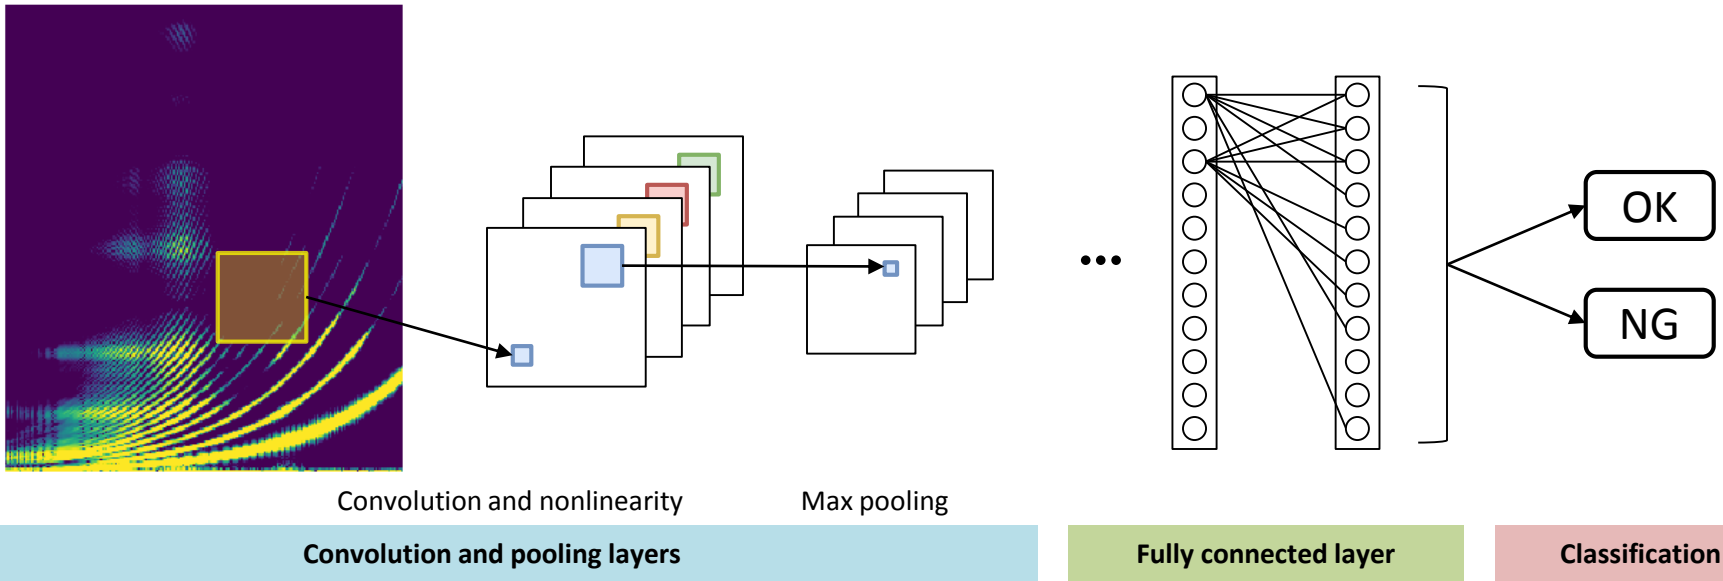 OK
NG
Convolution and nonlinearity
Max pooling
Convolution and pooling layers
Fully connected layer
Classification